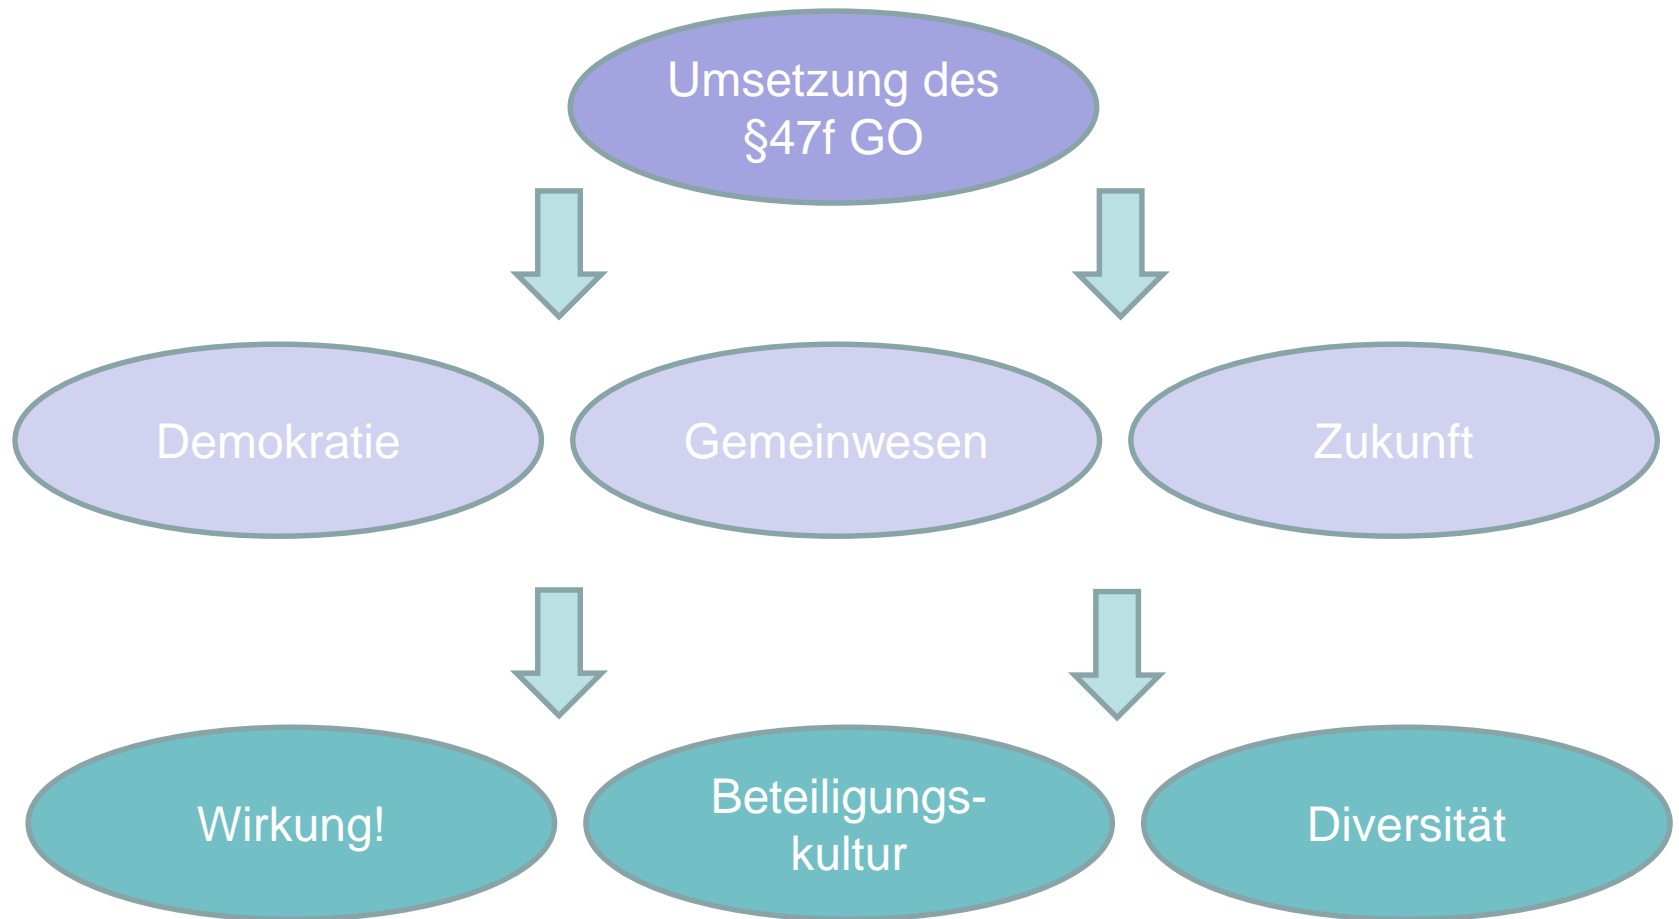 Umsetzung des
§47f GO
Demokratie
Gemeinwesen
Zukunft
Wirkung!
Beteiligungs-
kultur
Diversität